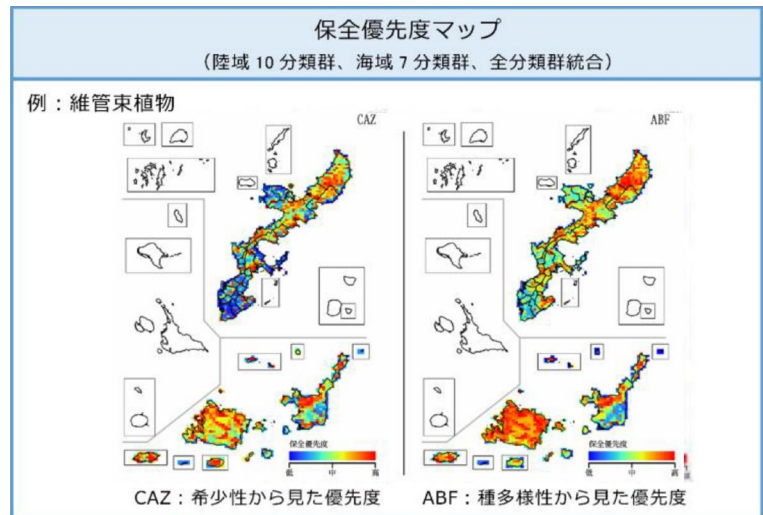 保全優先度マップ
（陸域 10 分類群、海域 7 分類群、全分類群統合）
例：維管束植物
CAZ
ABF
保全優先度
低 中 高
保全優先度
低 中 高
CAZ：希少性から見た優先度
ABF：種多様性から見た優先度